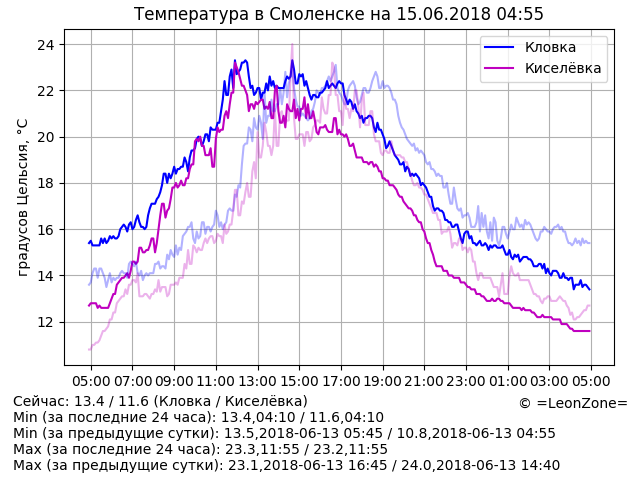 Температура в Смоленске на 15.06.2018 04:55
градусов Цельсия, °C
24
22
20
18
16
14
12
Кловка
Киселёвка
05:00 07:00 09:00 11:00 13:00 15:00 17:00 19:00 21:00 23:00 01:00 03:00 05:00
Сейчас: 13.4 / 11.6 (Кловка / Киселёвка)
© =LeonZone=
Min (за последние 24 часа): 13.4,04:10 / 11.6,04:10
Min (за предыдущие сутки): 13.5,2018-06-13 05:45 / 10.8,2018-06-13 04:55
Max (за последние 24 часа): 23.3,11:55 / 23.2,11:55
Max (за предыдущие сутки): 23.1,2018-06-13 16:45 / 24.0,2018-06-13 14:40